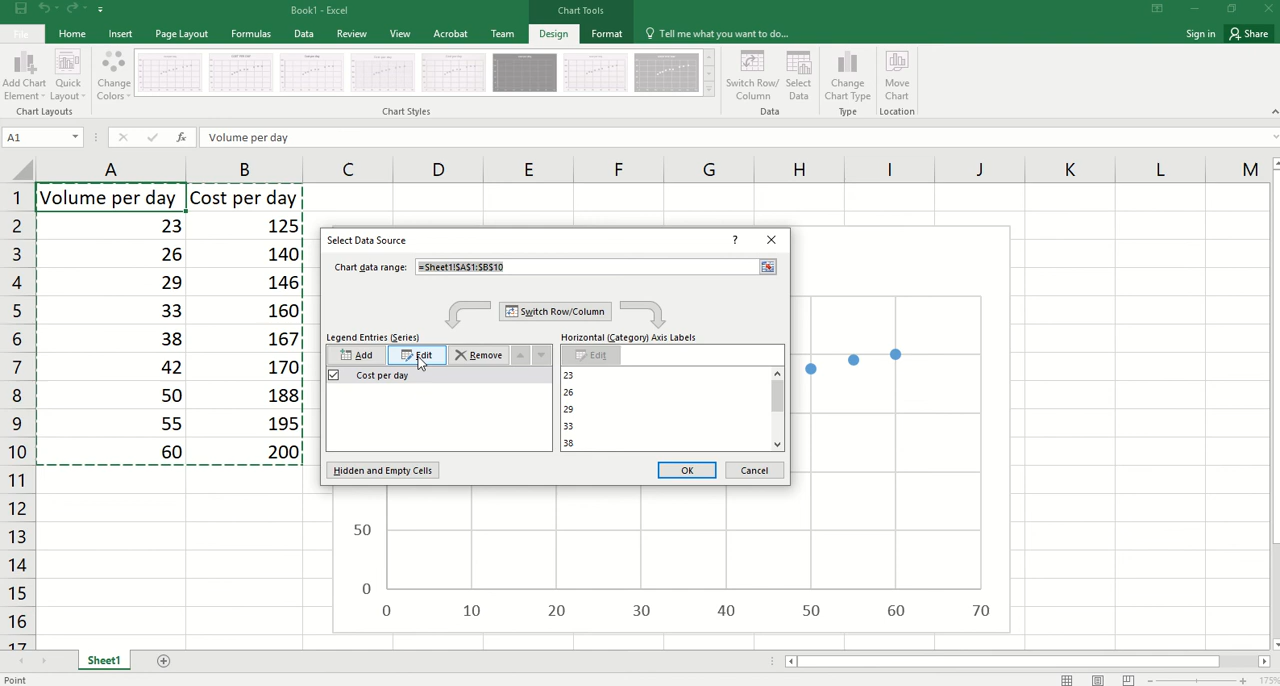 Book1 - Excel
Chart Tools
File
Home
Insert
Page Layout
Formulas
Data
Review
View
Acrobat
Team
Design
Format
Tell me what you want to do...
Sign in
Share
Add Chart
Element
Quick
Layout
Change
Colors
Switch Row/
Column
Select
Data
Change
Chart Type
Move
Chart
Chart Layouts
Chart Styles
Data
Type
Location
A1
fx
Volume per day
A B C D E F G H I J K L M
1 Volume per day Cost per day
2 23 125
3 26 140
4 29 146
5 33 160
6 38 167
7 42 170
8 50 188
9 55 195
10 60 200
11
12
13
14
15
16
17
Select Data Source
?
Chart data range:
=Sheet1!$A$1:$B$10
Switch Row/Column
Legend Entries (Series)
Add
Edit
Remove
Cost per day
Horizontal (Category) Axis Labels
Edit
23
26
29
33
38
Hidden and Empty Cells
OK
Cancel
50
0
0 10 20 30 40 50 60 70
Sheet1
Point
175%